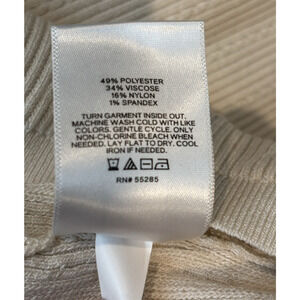 49% POLYESTER
34% VISCOSE
16% NYLON
1% SPANDEX
TURN GARMENT INSIDE OUT.
MACHINE WASH COLD WITH LIKE
COLORS. GENTLE CYCLE. ONLY
NON-CHLORINE BLEACH WHEN
NEEDED. LAY FLAT TO DRY. COOL
IRON IF NEEDED.
RN# 55285